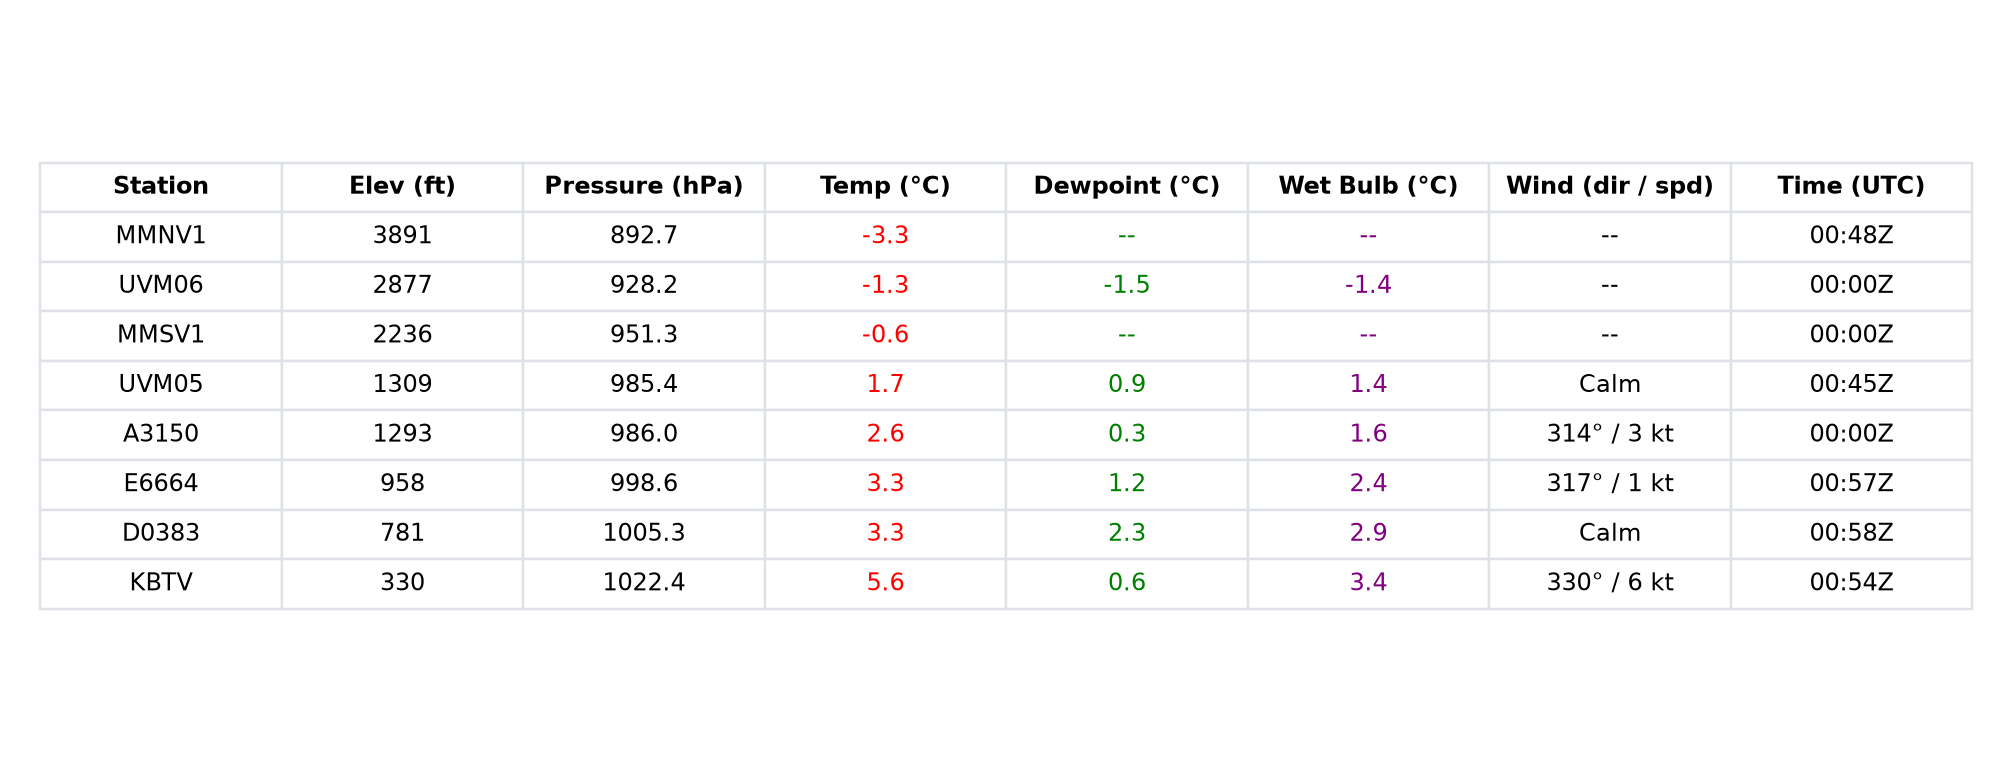 Station Elev (ft) Pressure (hPa) Temp (°C) Dewpoint (°C) Wet Bulb (°C) Wind (dir / spd) Time (UTC)
MMNV1 3891 892.7 -3.3 -- -- -- 00:48Z
UVM06 2877 928.2 -1.3 -1.5 -1.4 -- 00:00Z
MMSV1 2236 951.3 -0.6 -- -- -- 00:00Z
UVM05 1309 985.4 1.7 0.9 1.4 Calm 00:45Z
A3150 1293 986.0 2.6 0.3 1.6 314° / 3 kt 00:00Z
E6664 958 998.6 3.3 1.2 2.4 317° / 1 kt 00:57Z
D0383 781 1005.3 3.3 2.3 2.9 Calm 00:58Z
KBTV 330 1022.4 5.6 0.6 3.4 330° / 6 kt 00:54Z